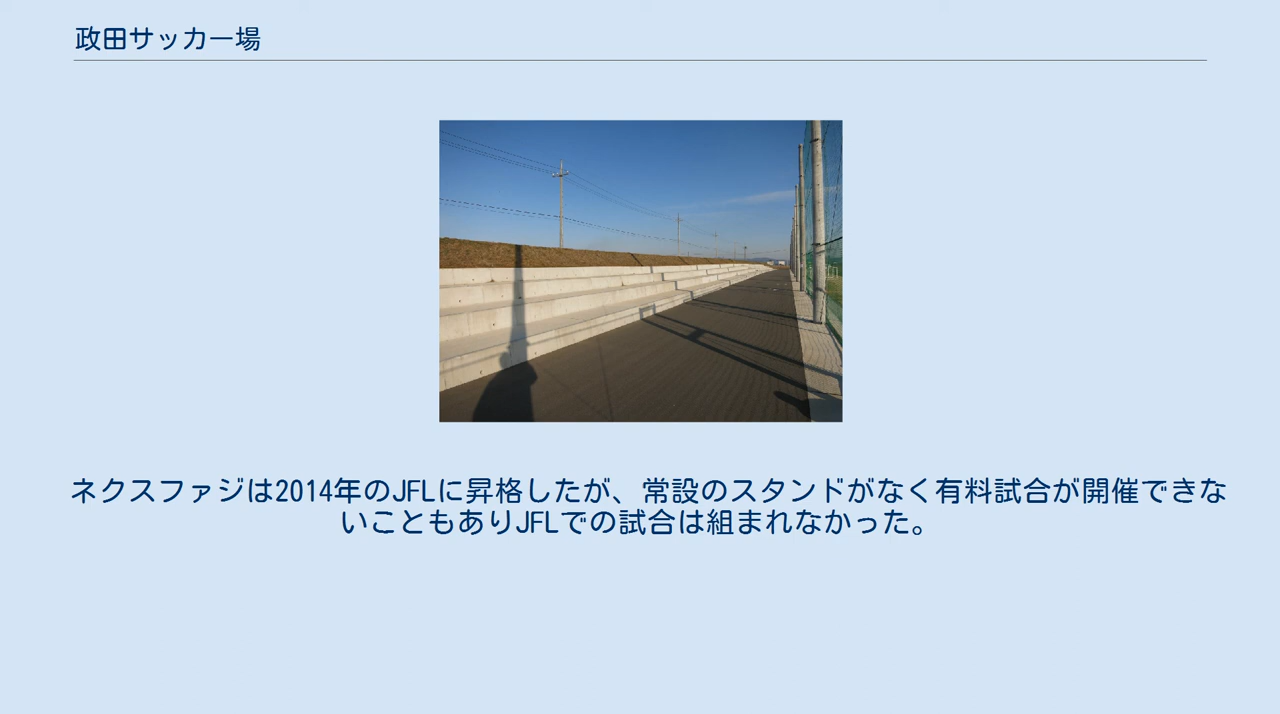 政田サッカー場
ネクスファジは2014年のJFLに昇格したが、常設のスタンドがなく有料試合が開催できな
いこともありJFLでの試合は組まれなかった。